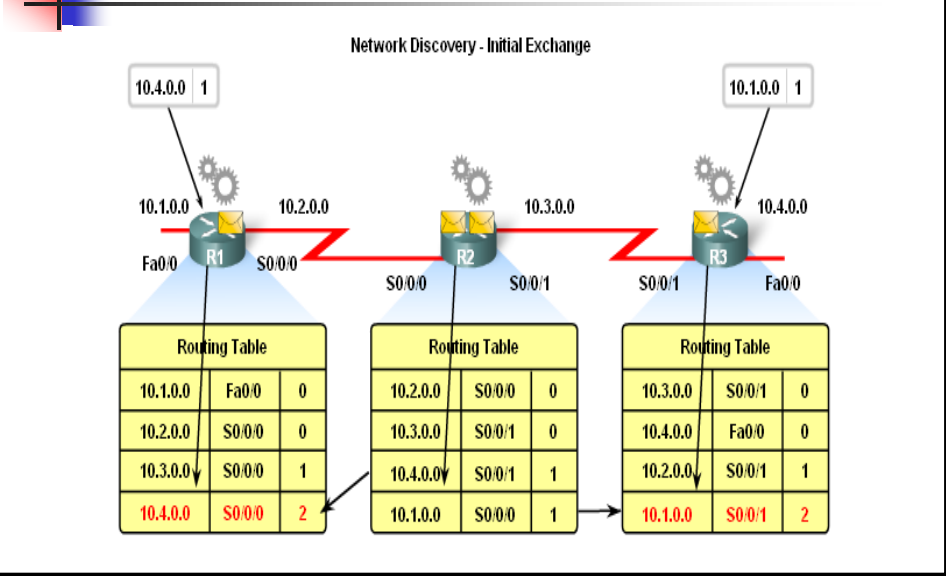 Network Discovery - Initial Exchange
10.4.0.0 1
10.1.0.0 1
10.1.0.0
10.2.0.0
10.3.0.0
10.4.0.0
R1
R2
R3
Fa0/0
S0/0/0
S0/0/0
S0/0/1
S0/0/1
Fa0/0
Routing Table
10.1.0.0 Fa0/0 0
10.2.0.0 S0/0/0 0
10.3.0.0 S0/0/0 1
10.4.0.0 S0/0/0 2
Routing Table
10.2.0.0 S0/0/0 0
10.3.0.0 S0/0/1 0
10.4.0.0 S0/0/1 1
10.1.0.0 S0/0/0 1
Routing Table
10.3.0.0 S0/0/1 0
10.4.0.0 Fa0/0 0
10.2.0.0 S0/0/1 1
10.1.0.0 S0/0/1 2